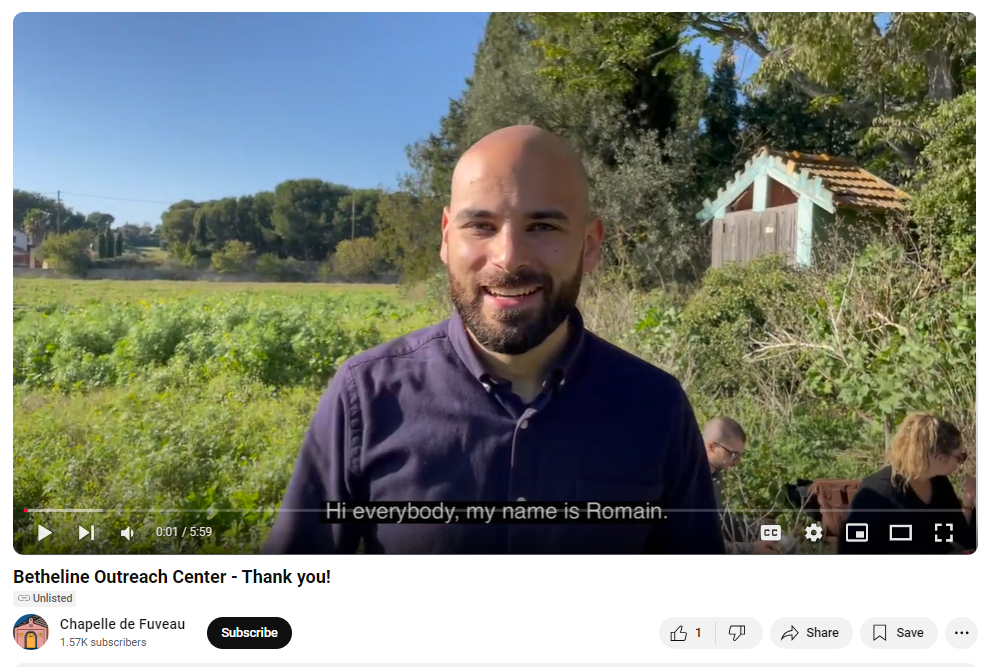 Hi everybody, my name is Romain.
0:01 / 5:59
CC
Betheline Outreach Center - Thank you!
Unlisted
Chapelle de Fuveau
1.57K subscribers
Subscribe
1
Share
Save